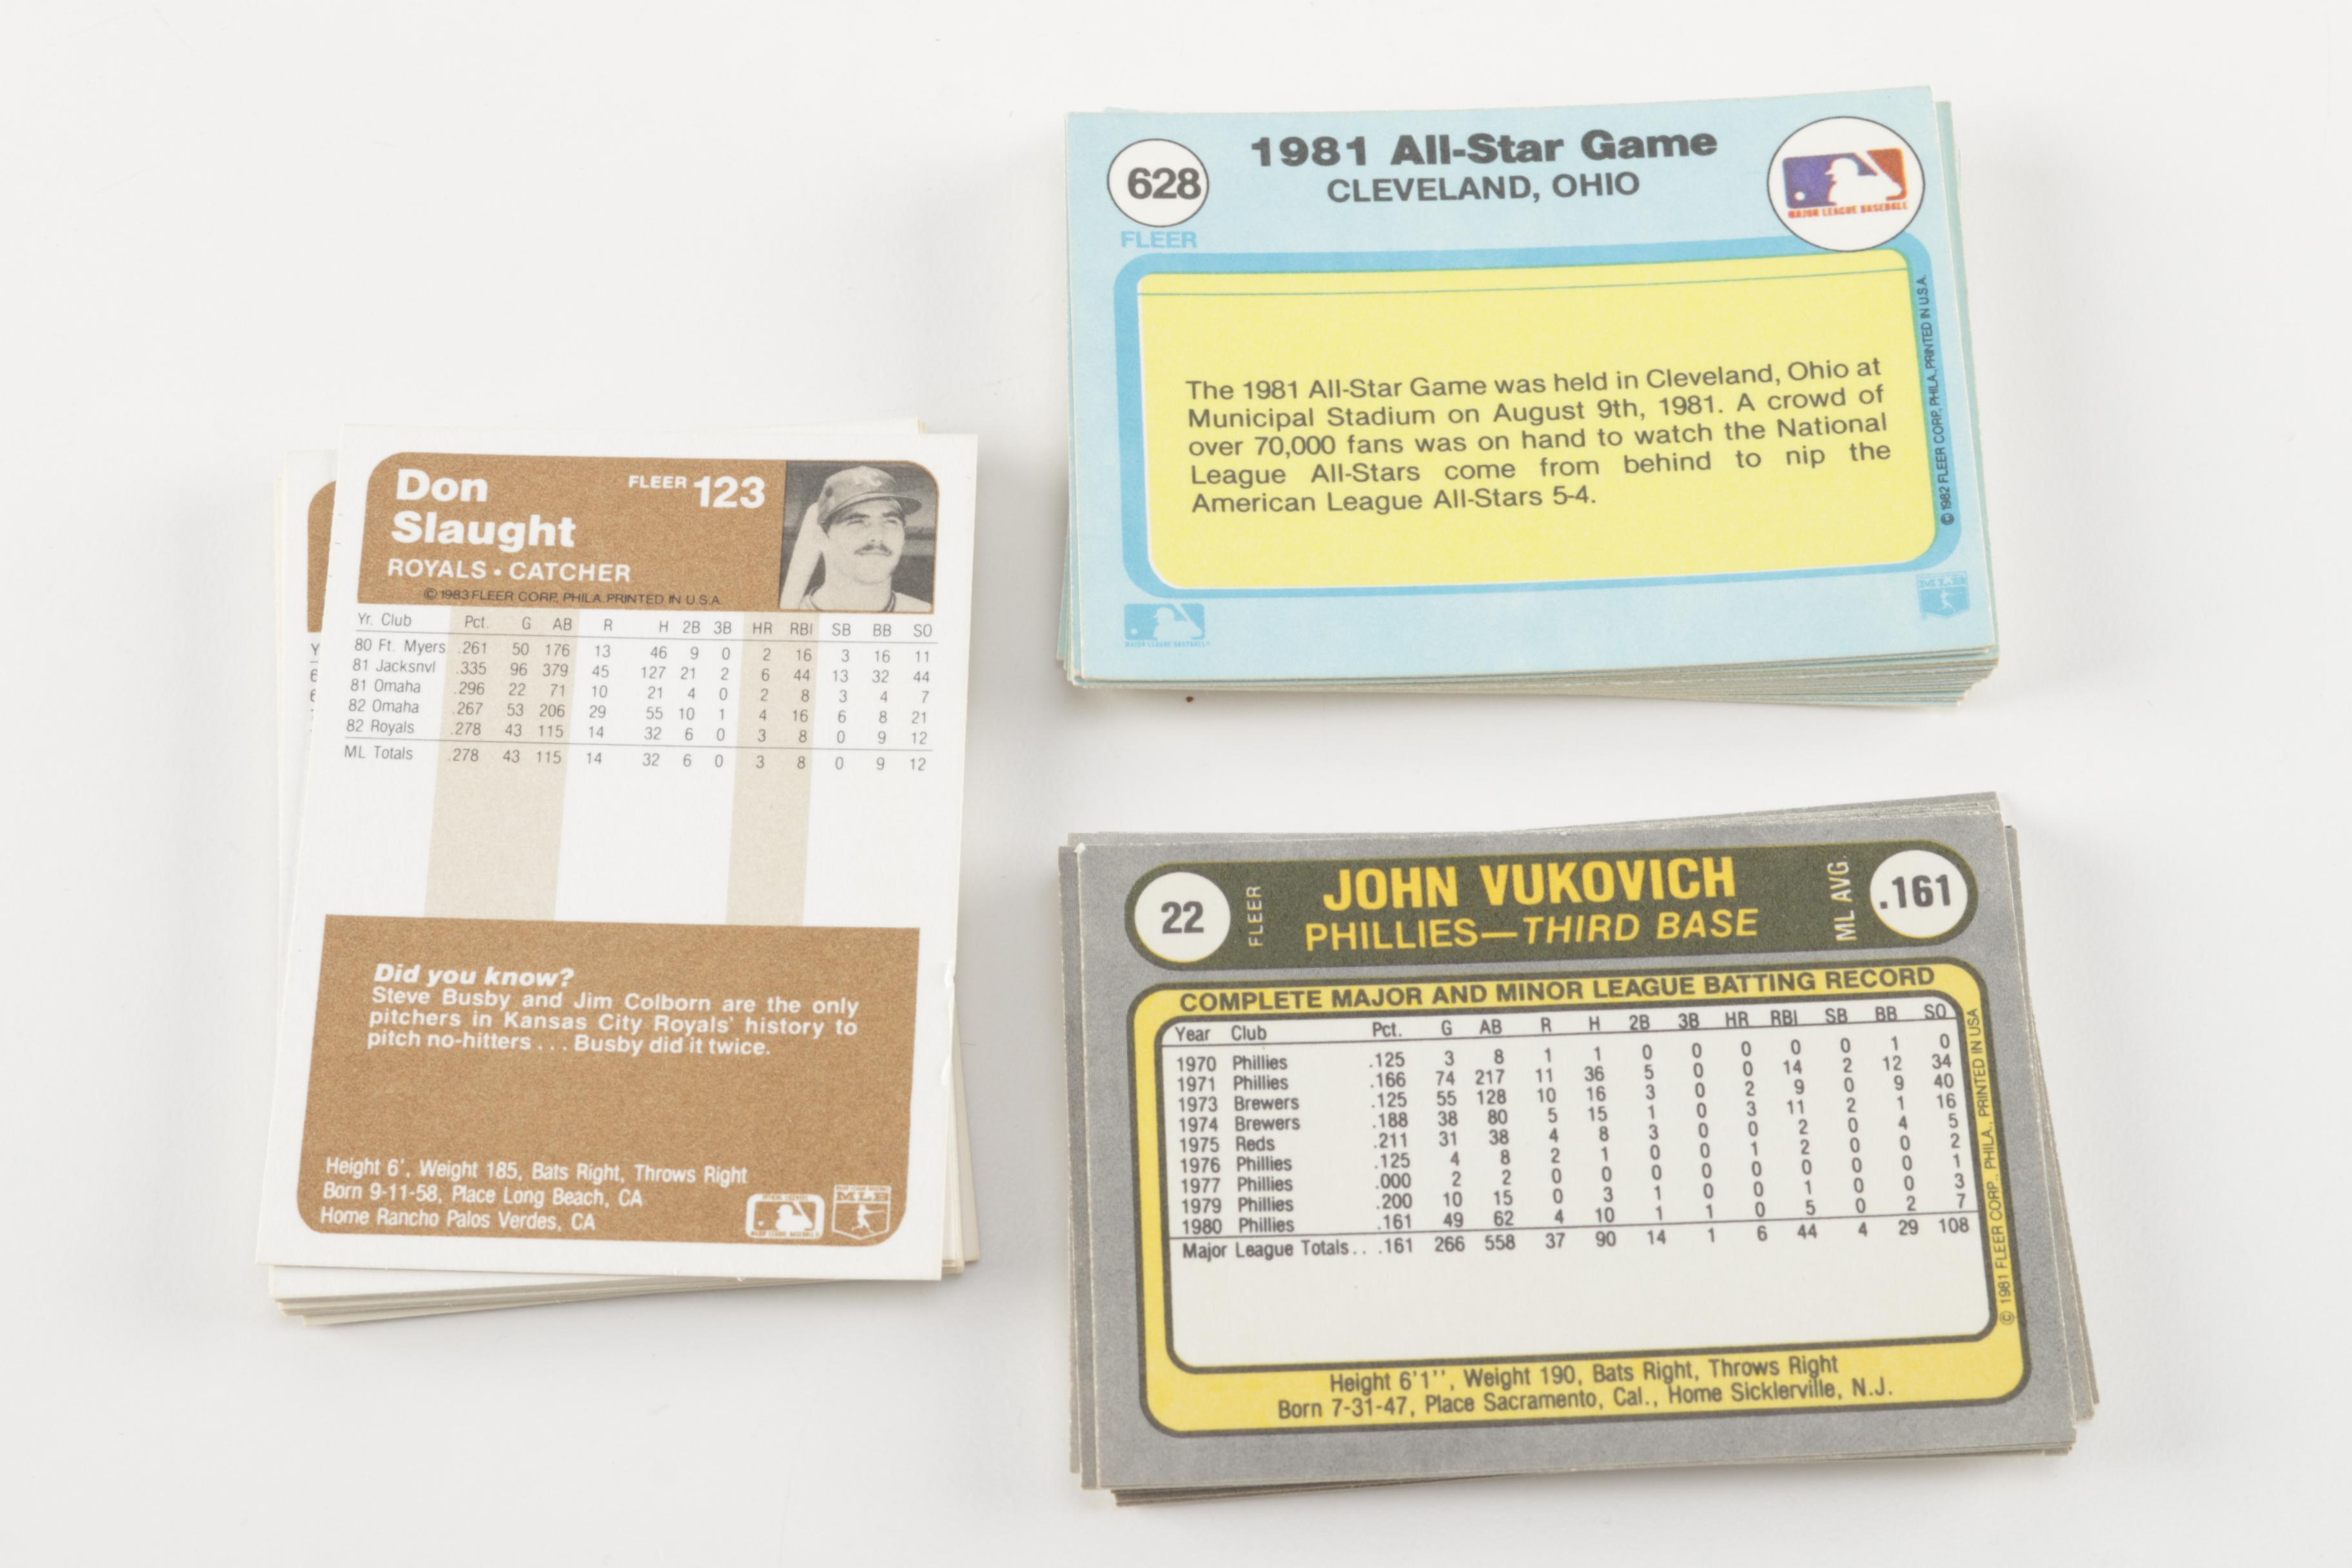 Don
Slaught
FLEER 123
ROYALS • CATCHER
© 1983 FLEER CORP., PHILA. PRINTED IN U.S.A.
Yr. Club Pct. G AB R H 2B 3B HR RBI SB BB SO
80 Ft. Myers .261 50 176 13 46 9 0 2 16 3 16 11
81 Jacksnvl .335 96 379 45 127 21 2 6 44 13 32 44
81 Omaha .296 22 71 10 21 4 0 2 8 3 4 7
82 Omaha .267 53 206 29 55 10 1 4 16 6 8 21
82 Royals .278 43 115 14 32 6 0 3 8 0 9 12
ML Totals .278 43 115 14 32 6 0 3 8 0 9 12
Did you know?
Steve Busby and Jim Colborn are the only
pitchers in Kansas City Royals' history to
pitch no-hitters . . . Busby did it twice.
Height 6', Weight 185, Bats Right, Throws Right
Born 9-11-58, Place Long Beach, CA
Home Rancho Palos Verdes, CA
MLB
628
FLEER
1981 All-Star Game
CLEVELAND, OHIO
MAJOR LEAGUE BASEBALL
The 1981 All-Star Game was held in Cleveland, Ohio at
Municipal Stadium on August 9th, 1981. A crowd of
over 70,000 fans was on hand to watch the National
League All-Stars come from behind to nip the
American League All-Stars 5-4.
© 1982 FLEER CORP., PHILA., PRINTED IN U.S.A.
MAJOR LEAGUE BASEBALL
22
FLEER
JOHN VUKOVICH
PHILLIES—THIRD BASE
ML AVG.
.161
COMPLETE MAJOR AND MINOR LEAGUE BATTING RECORD
Year Club Pct. G AB R H 2B 3B HR RBI SB BB SO
1970 Phillies .125 3 8 1 1 0 0 0 0 0 1 0
1971 Phillies .166 74 217 11 36 5 0 0 14 2 12 34
1973 Brewers .125 55 128 10 16 3 0 2 9 0 9 40
1974 Brewers .188 38 80 5 15 1 0 3 11 2 1 16
1975 Reds .211 31 38 4 8 3 0 0 2 0 4 5
1976 Phillies .125 4 8 2 1 0 0 1 2 0 0 2
1977 Phillies .000 2 2 0 0 0 0 0 0 0 0 1
1979 Phillies .200 10 15 0 3 1 0 0 1 0 0 3
1980 Phillies .161 49 62 4 10 1 1 0 5 0 2 7
Major League Totals . . .161 266 558 37 90 14 1 6 44 4 29 108
© 1981 FLEER CORP., PHILA., PRINTED IN USA
Height 6'1'', Weight 190, Bats Right, Throws Right
Born 7-31-47, Place Sacramento, Cal., Home Sicklerville, N.J.